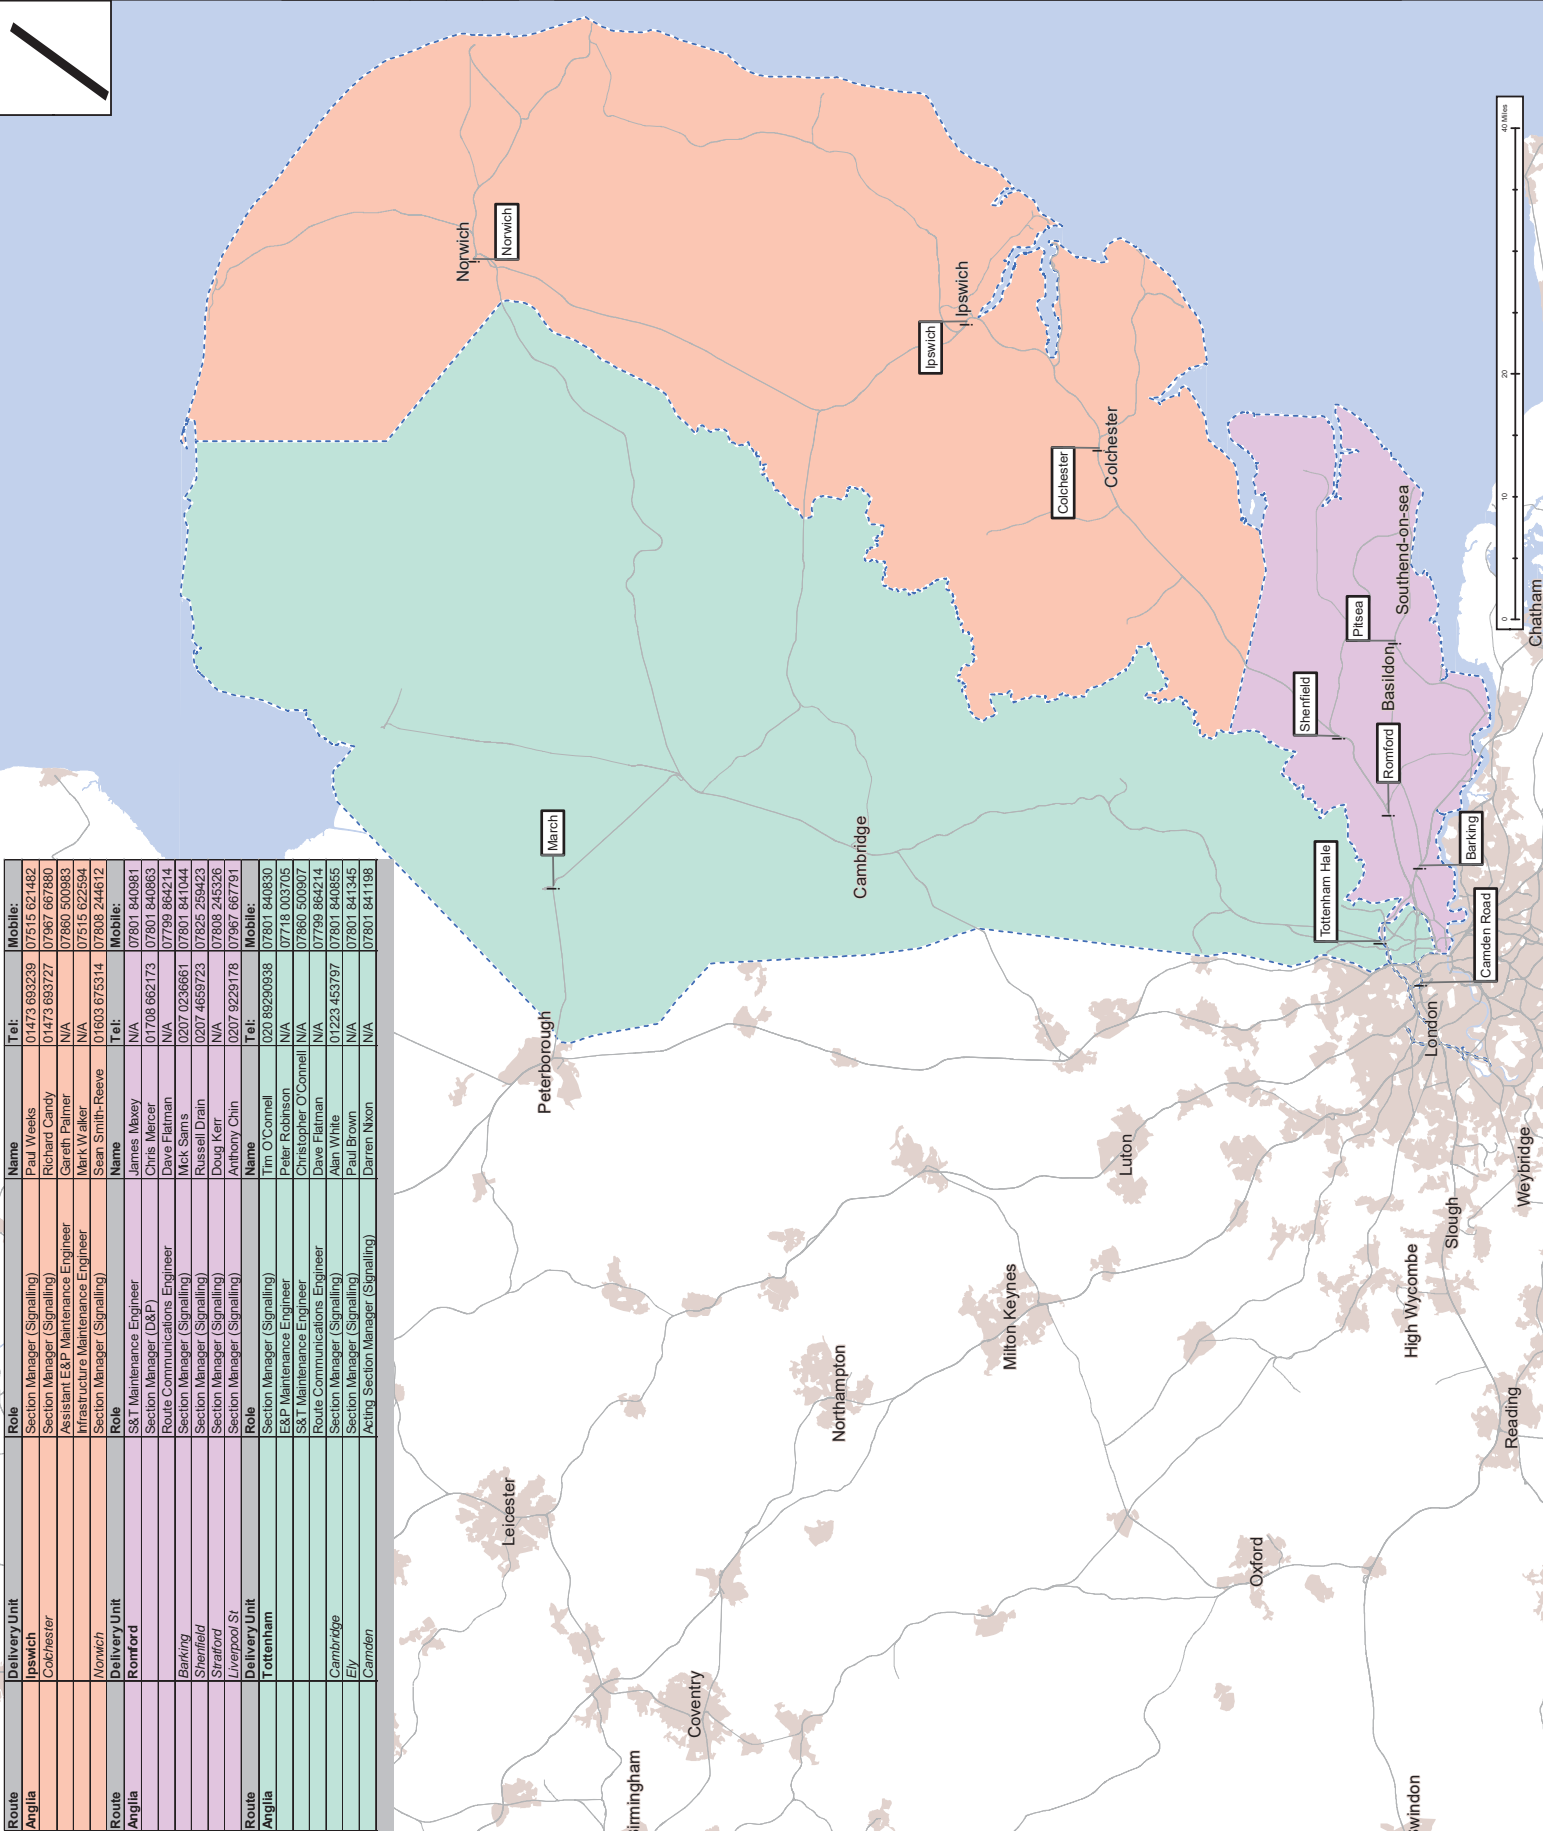 Route Delivery Unit Role Name Tel: Mobile:
Anglia Ipswich Section Manager (Signalling) Paul Weeks 01473 693239 07515 621482
Colchester Section Manager (Signalling) Richard Candy 01473 693727 07967 667880
Assistant E&P Maintenance Engineer Gareth Palmer N/A 07860 500983
Infrastructure Maintenance Engineer Mark Walker N/A 07515 622594
Norwich Section Manager (Signalling) Sean Smith-Reeve 01603 675314 07808 244612
Route Delivery Unit Role Name Tel: Mobile:
Anglia Romford S&T Maintenance Engineer James Maxey N/A 07801 840981
Section Manager (D&P) Chris Mercer 01708 662173 07801 840863
Route Communications Engineer Dave Flatman N/A 07799 864214
Barking Section Manager (Signalling) Mick Sams 0207 0236661 07801 841044
Shenfield Section Manager (Signalling) Russell Drain 0207 4659723 07825 259423
Stratford Section Manager (Signalling) Doug Kerr N/A 07808 245326
Liverpool St Section Manager (Signalling) Anthony Chin 0207 9229178 07967 667791
Route Delivery Unit Role Name Tel: Mobile:
Anglia Tottenham Section Manager (Signalling) Tim O'Connell 020 89290938 07801 840830
E&P Maintenance Engineer Peter Robinson N/A 07718 003705
S&T Maintenance Engineer Christopher O'Connell N/A 07860 500907
Route Communications Engineer Dave Flatman N/A 07799 864214
Cambridge Section Manager (Signalling) Alan White 01223 453797 07801 840855
Ely Section Manager (Signalling) Paul Brown N/A 07801 841345
Camden Acting Section Manager (Signalling) Darren Nixon N/A 07801 841198
Norwich
Norwich
March
Peterborough
Leicester
irmingham
Coventry
Northampton
Cambridge
Ipswich
Ipswich
Milton Keynes
Colchester
Colchester
Luton
Oxford
Shenfield
Tottenham Hale
Pitsea
Basildon
Romford
Southend-on-sea
High Wycombe
windon
London
Slough
Barking
Camden Road
Reading
Weybridge
Chatham
0 10 20 40 Miles